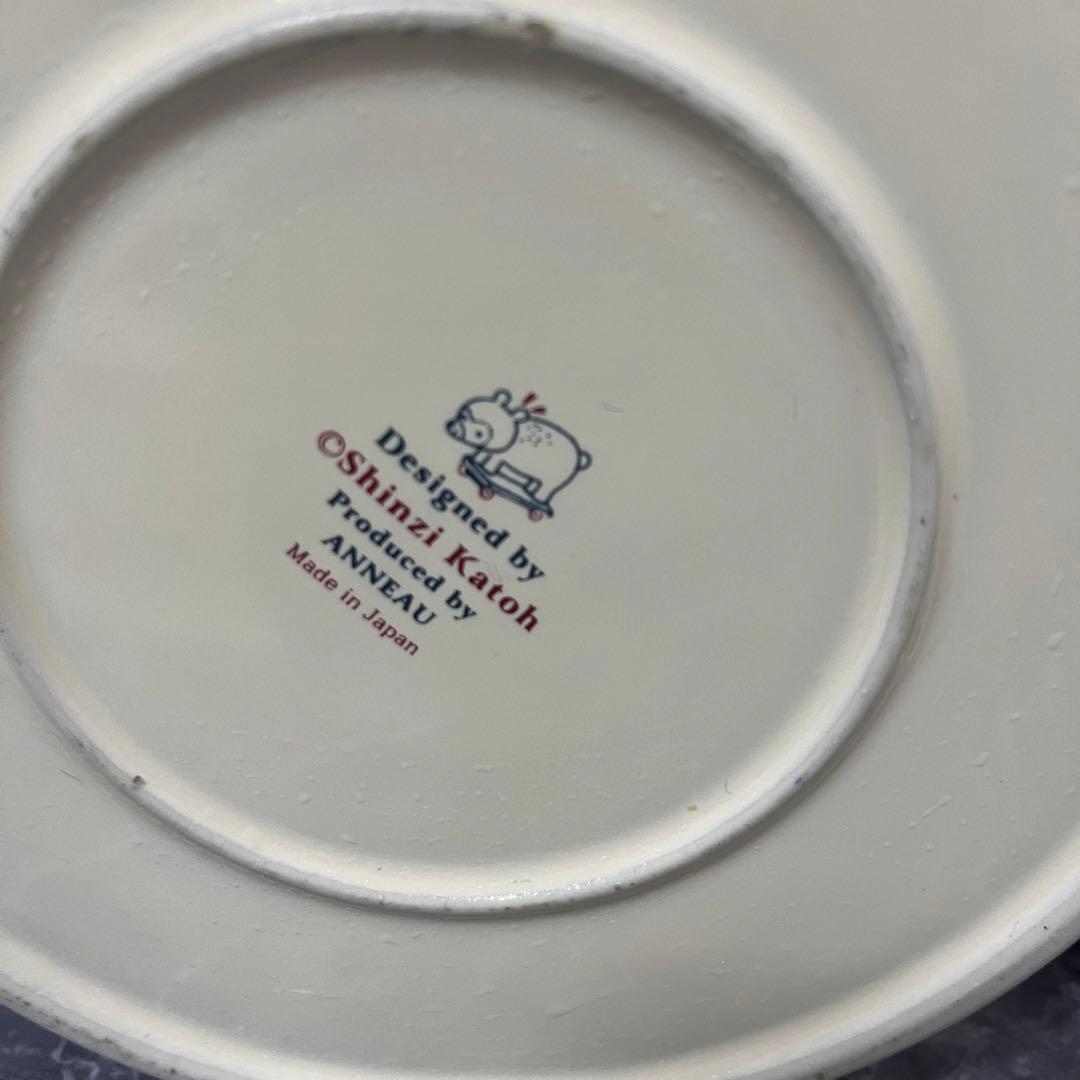 Designed by
©Shinzi Katoh
Produced by
ANNEAU
Made in Japan